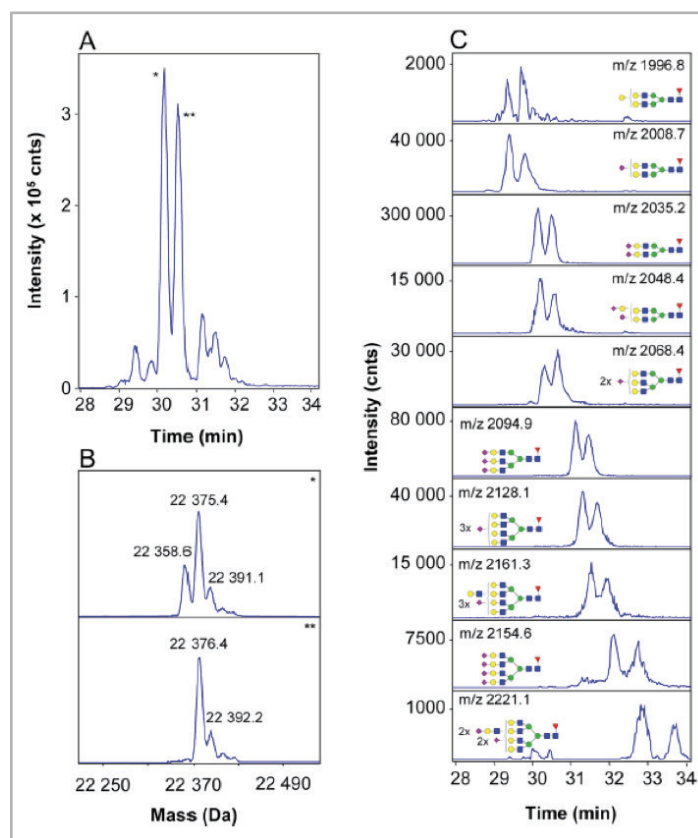 A
*
**
3
2
1
0
Intensity (x 10⁵ cnts)
28 29 30 31 32 33 34
Time (min)
B
*
22 375.4
22 358.6
22 391.1
**
22 376.4
22 392.2
22 250 22 370 22 490
Mass (Da)
C
2000
m/z 1996.8
40 000
m/z 2008.7
300 000
m/z 2035.2
15 000
m/z 2048.4
30 000
m/z 2068.4
2x
Intensity (cnts)
80 000
m/z 2094.9
40 000
m/z 2128.1
3x
15 000
m/z 2161.3
3x
7500
m/z 2154.6
1000
m/z 2221.1
2x
2x
28 29 30 31 32 33 34
Time (min)